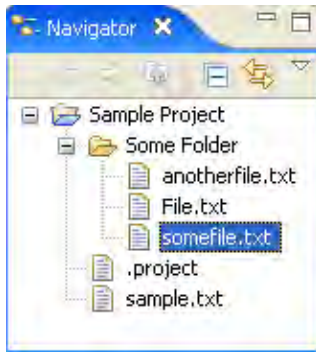 Navigator
Sample Project
Some Folder
anotherfile.txt
File.txt
somefile.txt
.project
sample.txt